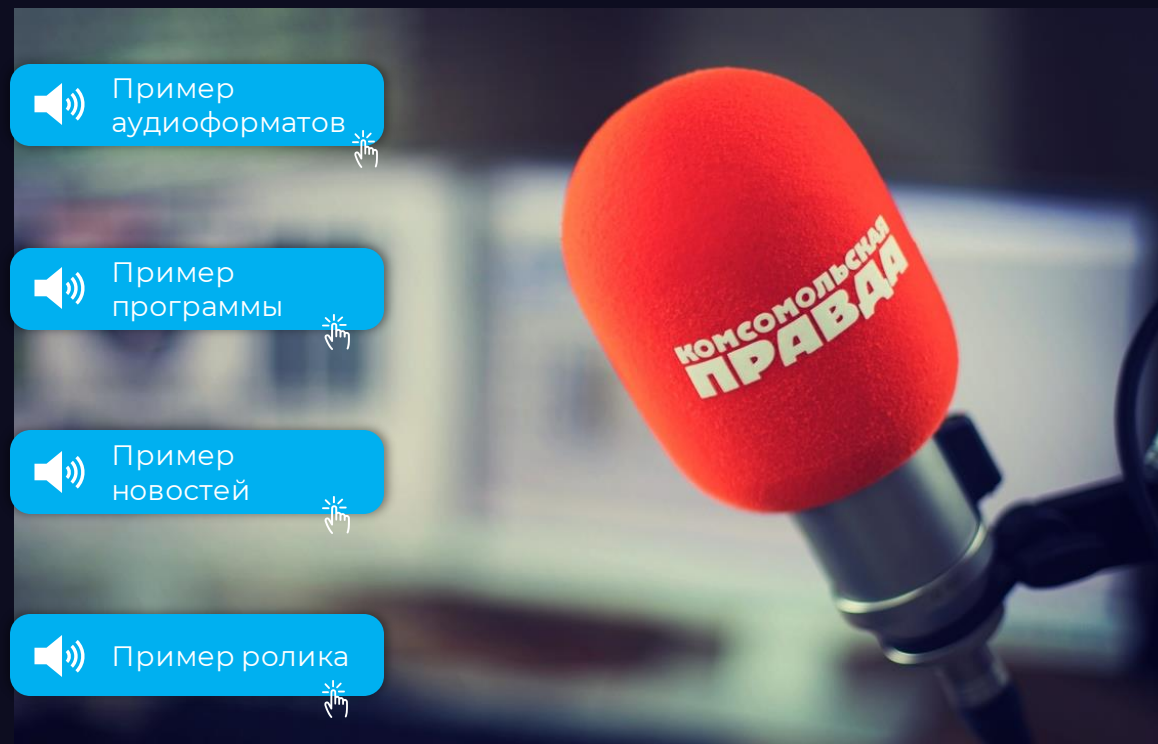 Пример
аудиоформатов
Пример
программы
Пример
новостей
Пример ролика
КОМСОМОЛЬСКАЯ
ПРАВДА